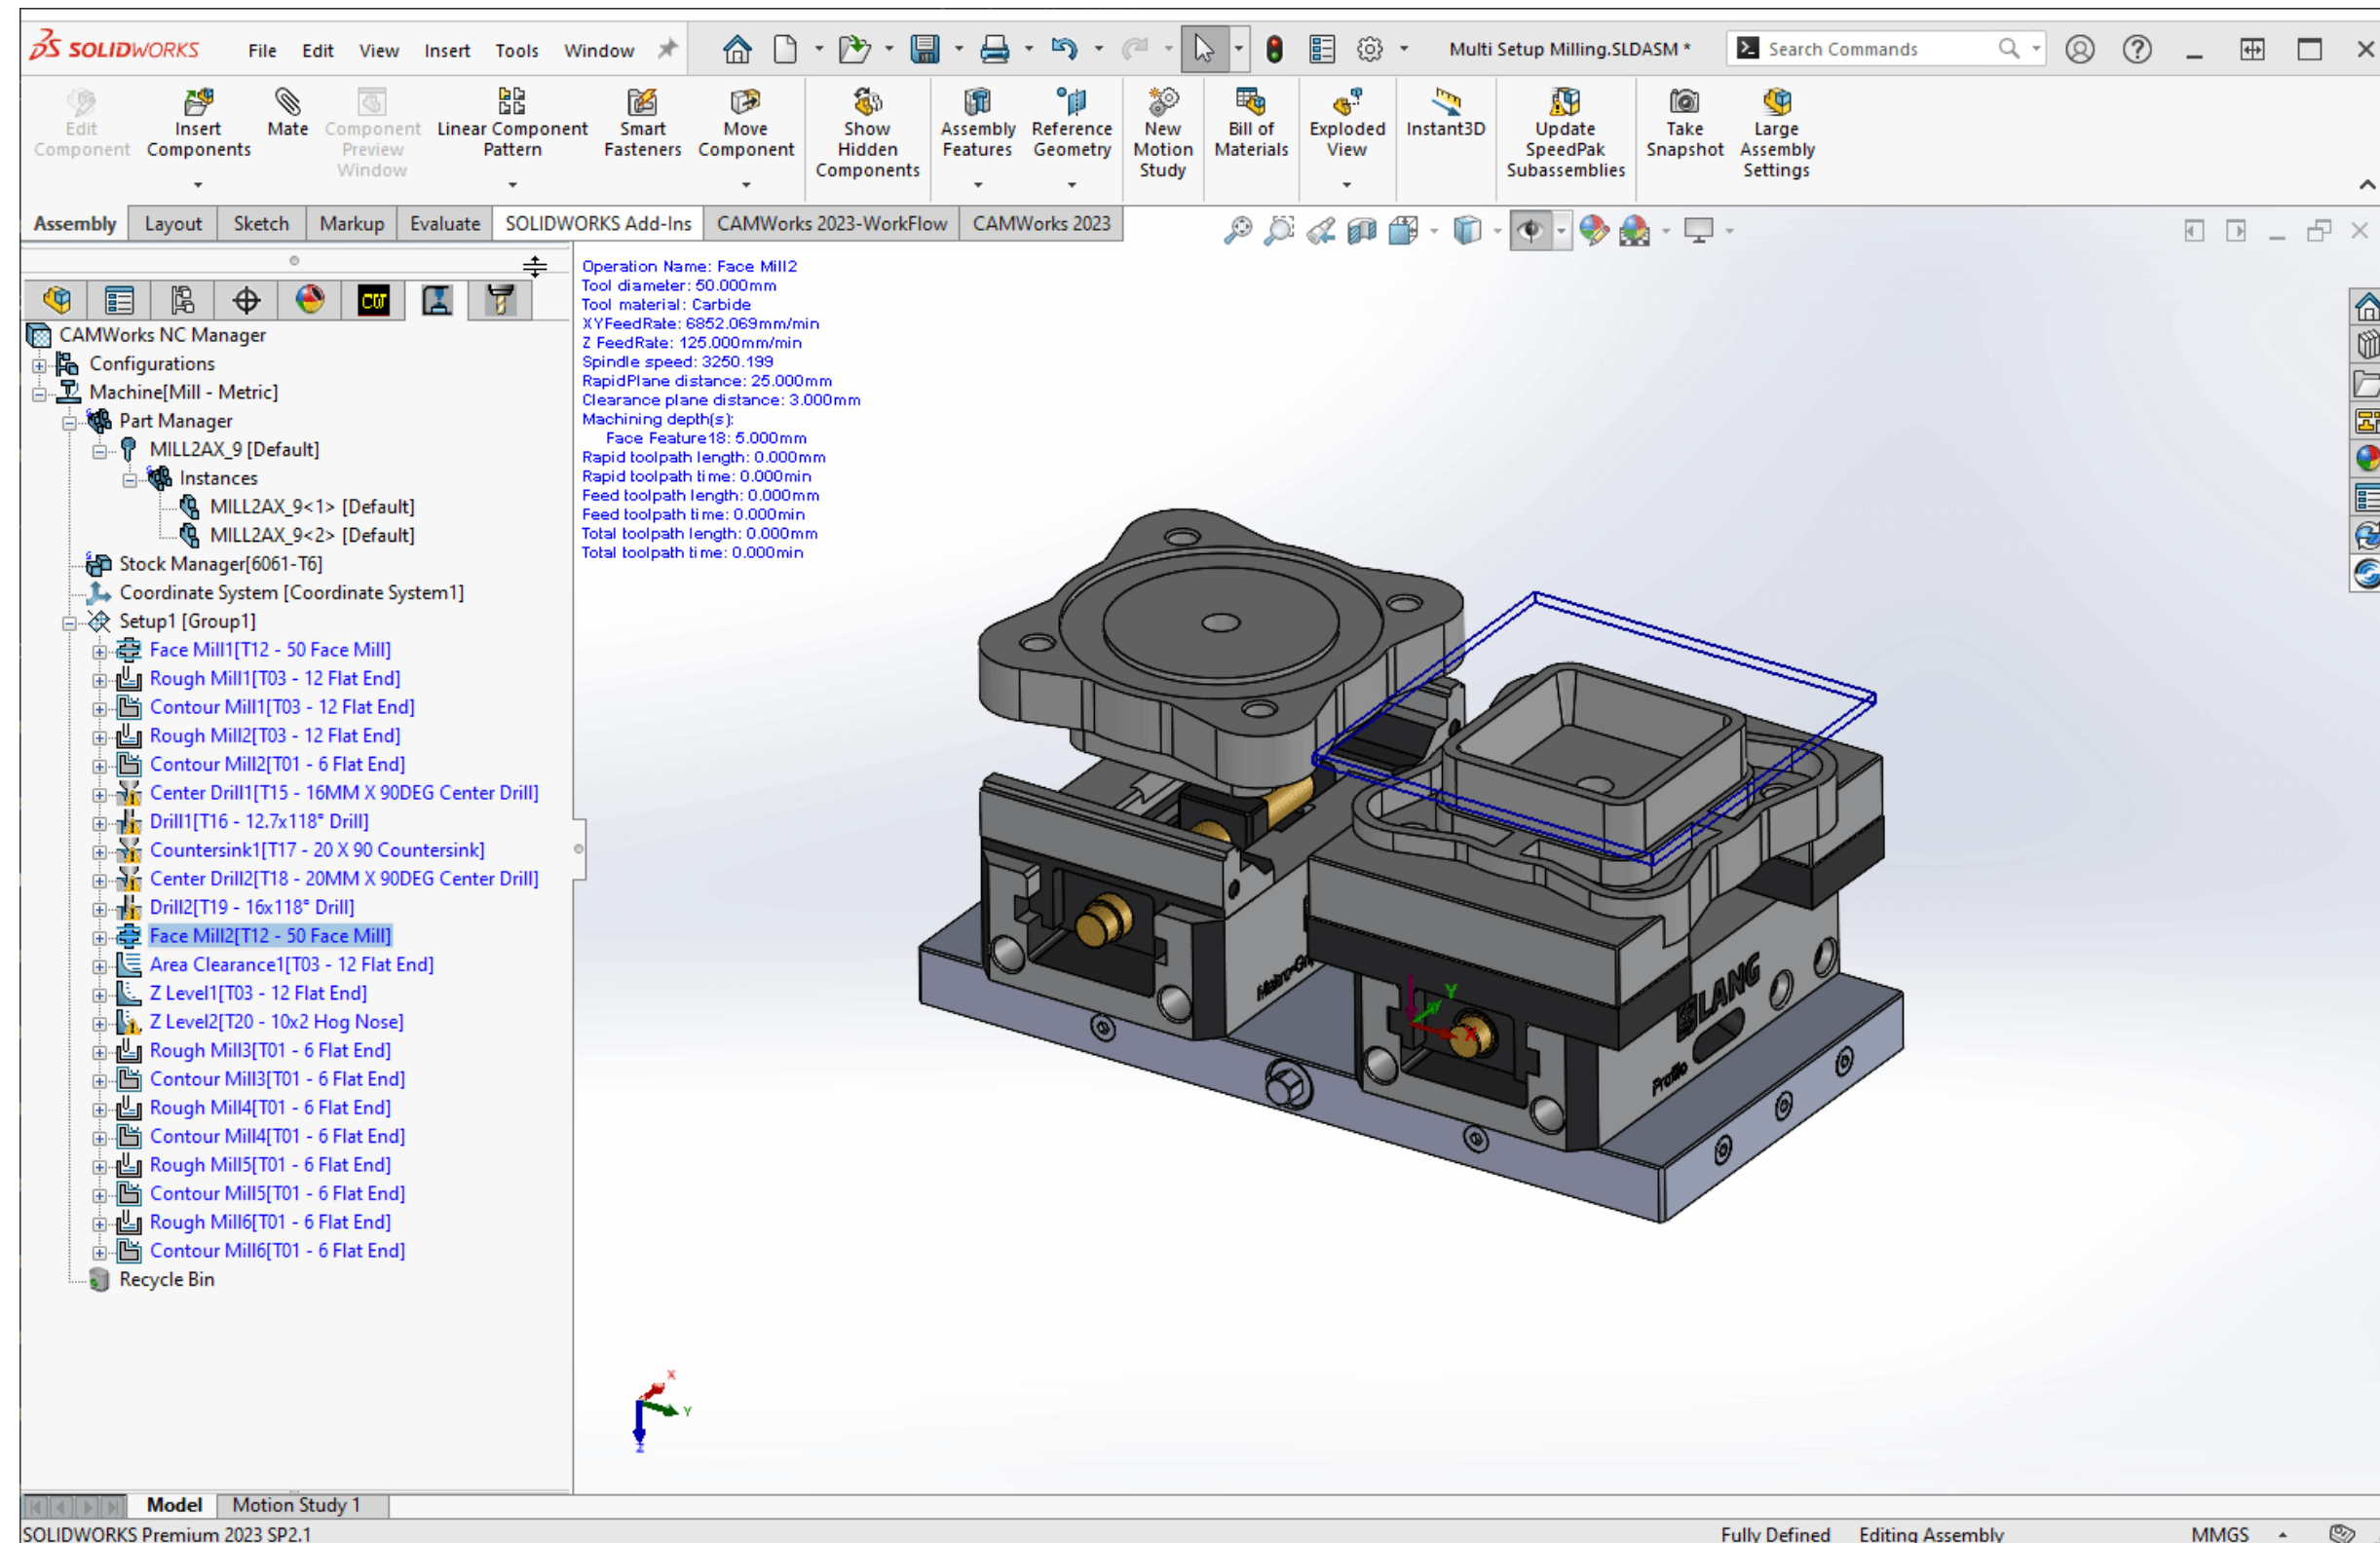 SOLIDWORKS File Edit View Insert Tools Window Multi Setup Milling.SLDASM * Search Commands
Edit Component
Insert Components
Mate
Component Preview Window
Linear Component Pattern
Smart Fasteners
Move Component
Show Hidden Components
Assembly Features
Reference Geometry
New Motion Study
Bill of Materials
Exploded View
Instant3D
Update SpeedPak Subassemblies
Take Snapshot
Large Assembly Settings
Assembly Layout Sketch Markup Evaluate SOLIDWORKS Add-Ins CAMWorks 2023-WorkFlow CAMWorks 2023
CAMWorks NC Manager
Configurations
Machine[Mill - Metric]
Part Manager
MILL2AX_9 [Default]
Instances
MILL2AX_9<1> [Default]
MILL2AX_9<2> [Default]
Stock Manager[6061-T6]
Coordinate System [Coordinate System1]
Setup1 [Group1]
Face Mill1[T12 - 50 Face Mill]
Rough Mill1[T03 - 12 Flat End]
Contour Mill1[T03 - 12 Flat End]
Rough Mill2[T03 - 12 Flat End]
Contour Mill2[T01 - 6 Flat End]
Center Drill1[T15 - 16MM X 90DEG Center Drill]
Drill1[T16 - 12.7x118° Drill]
Countersink1[T17 - 20 X 90 Countersink]
Center Drill2[T18 - 20MM X 90DEG Center Drill]
Drill2[T19 - 16x118° Drill]
Face Mill2[T12 - 50 Face Mill]
Area Clearance1[T03 - 12 Flat End]
Z Level1[T03 - 12 Flat End]
Z Level2[T20 - 10x2 Hog Nose]
Rough Mill3[T01 - 6 Flat End]
Contour Mill3[T01 - 6 Flat End]
Rough Mill4[T01 - 6 Flat End]
Contour Mill4[T01 - 6 Flat End]
Rough Mill5[T01 - 6 Flat End]
Contour Mill5[T01 - 6 Flat End]
Rough Mill6[T01 - 6 Flat End]
Contour Mill6[T01 - 6 Flat End]
Recycle Bin
Operation Name: Face Mill2
Tool diameter: 50.000mm
Tool material: Carbide
XYFeedRate: 6852.069mm/min
Z FeedRate: 125.000mm/min
Spindle speed: 3250.199
RapidPlane distance: 25.000mm
Clearance plane distance: 3.000mm
Machining depth(s):
Face Feature18: 5.000mm
Rapid toolpath length: 0.000mm
Rapid toolpath time: 0.000min
Feed toolpath length: 0.000mm
Feed toolpath time: 0.000min
Total toolpath length: 0.000mm
Total toolpath time: 0.000min
LANG
Profilo
Y
X
X
Y
Z
Model Motion Study 1
SOLIDWORKS Premium 2023 SP2.1 Fully Defined Editing Assembly MMGS